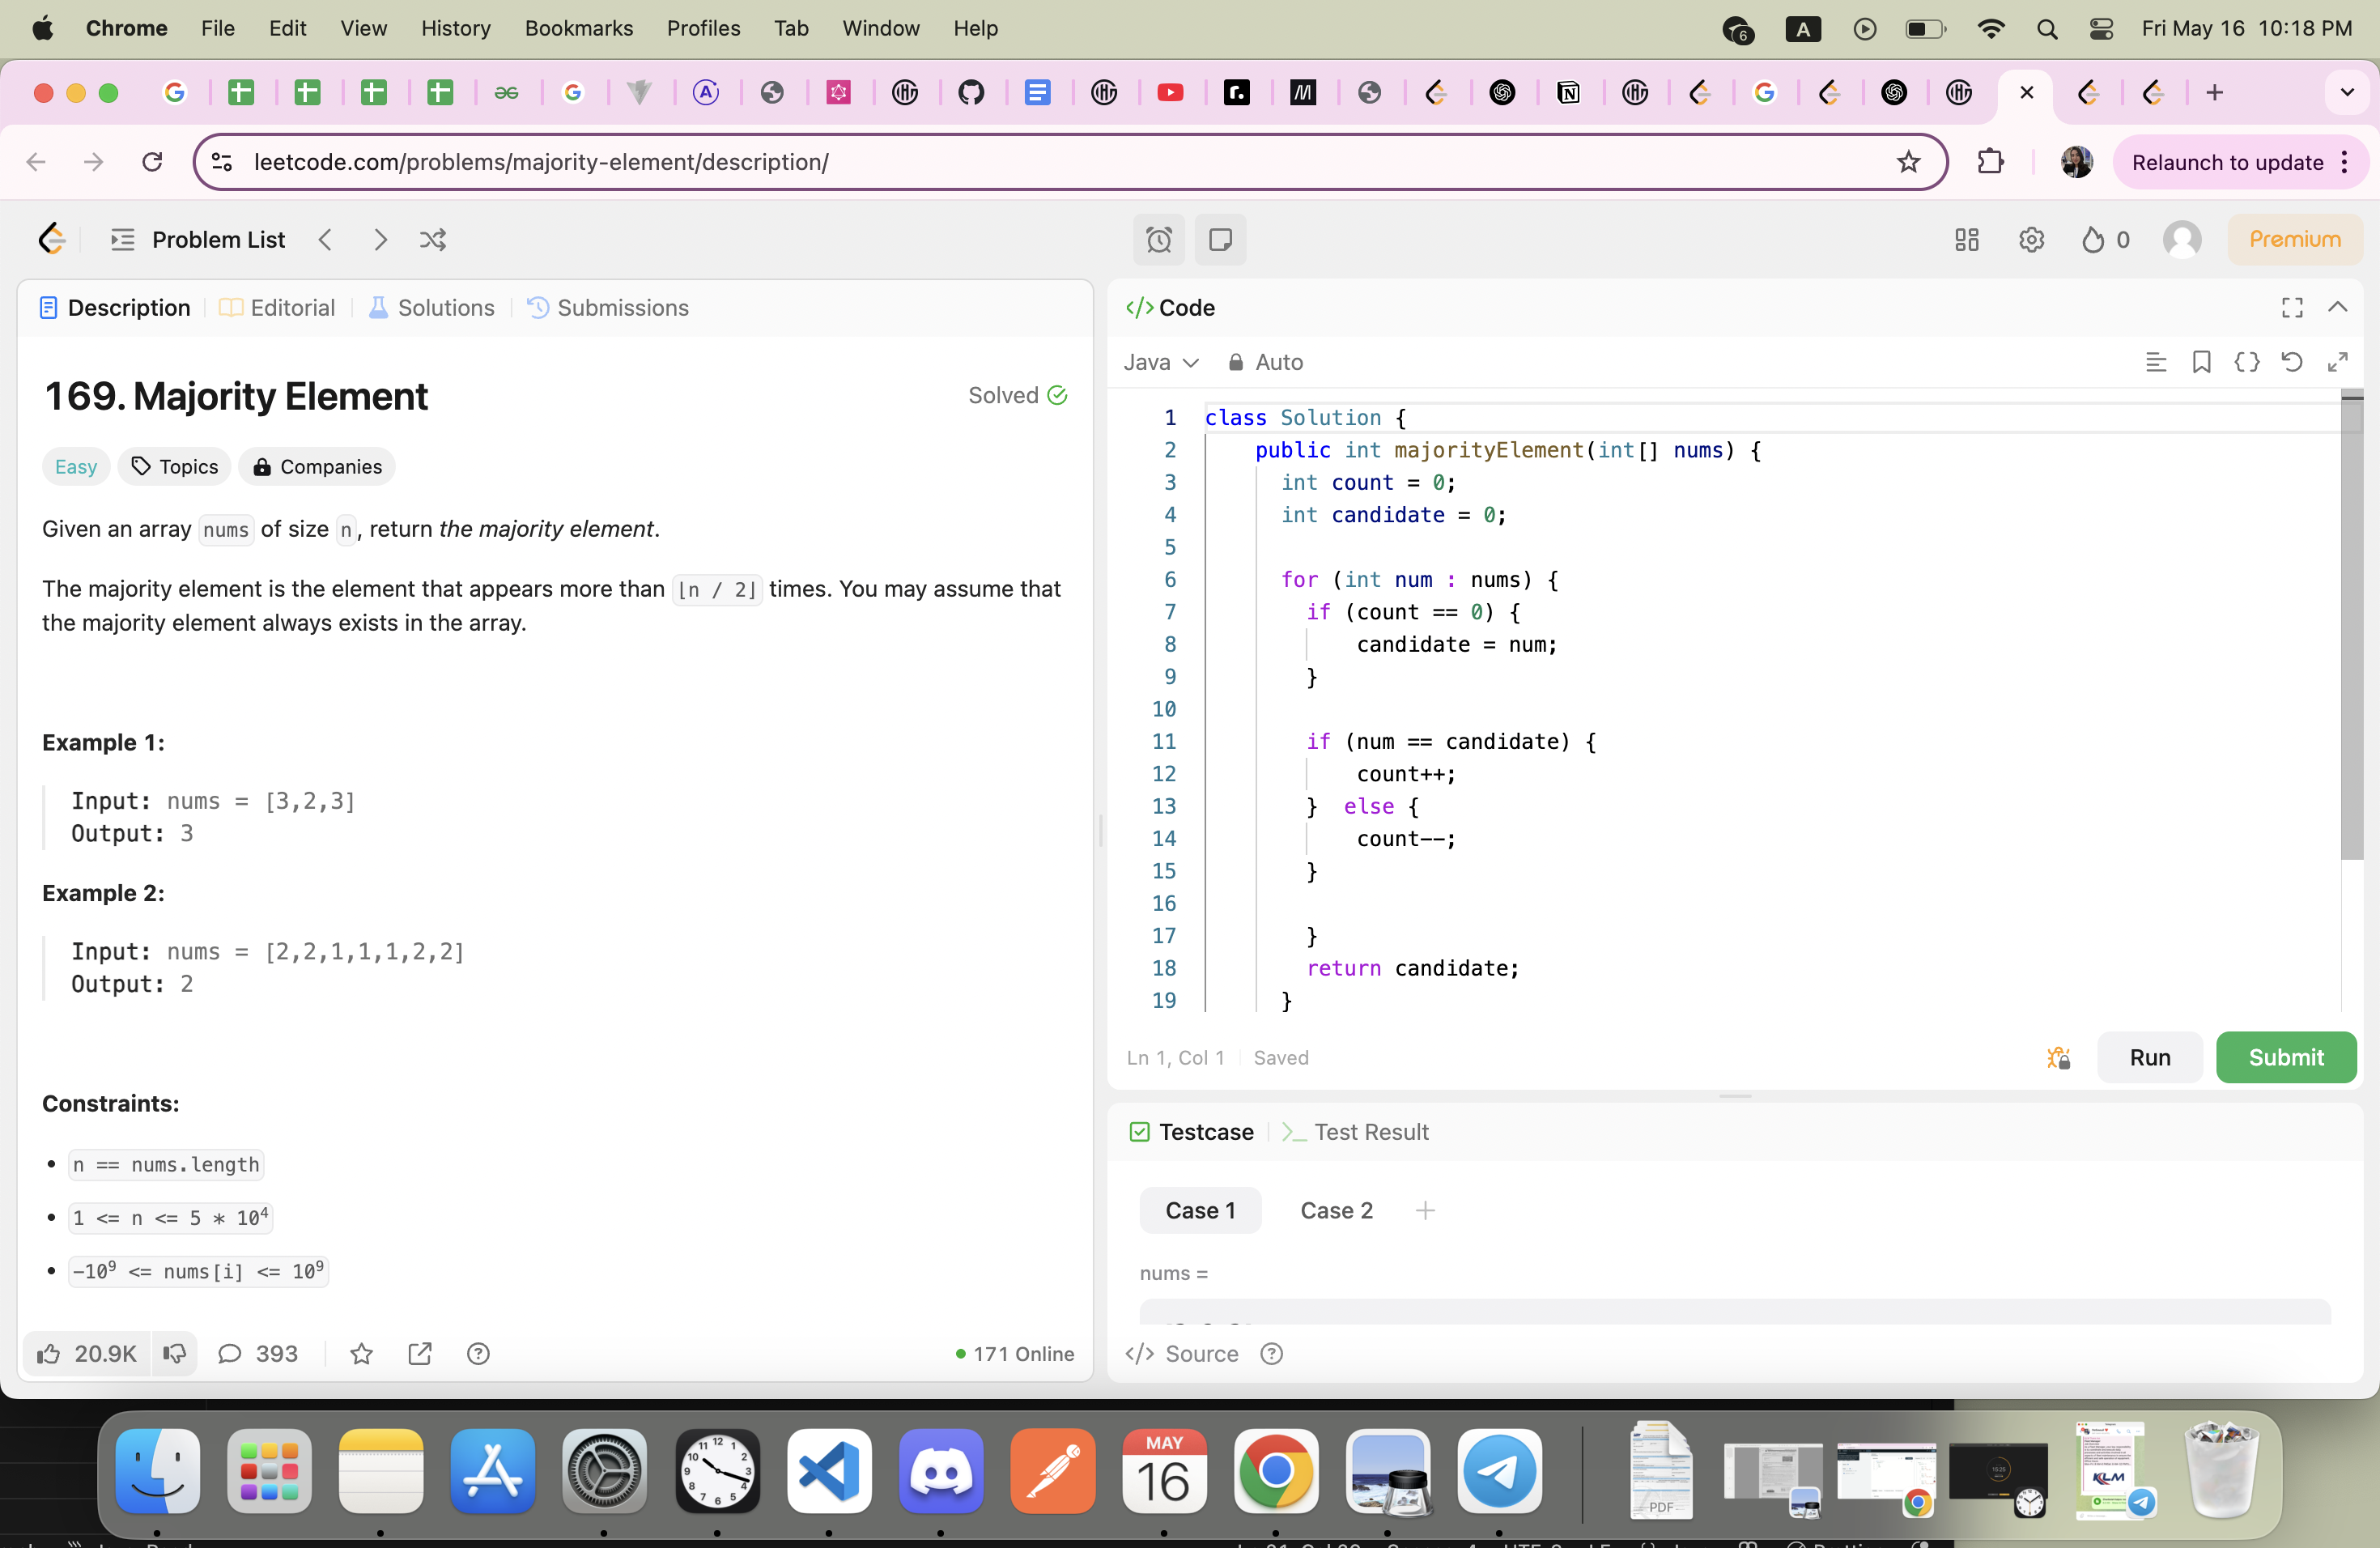 Chrome File Edit View History Bookmarks Profiles Tab Window Help 6 A Fri May 16 10:18 PM
leetcode.com/problems/majority-element/description/ Relaunch to update
Problem List 0 Premium
Description Editorial Solutions Submissions
169. Majority Element Solved
Easy Topics Companies
Given an array nums of size n, return the majority element.
The majority element is the element that appears more than ⌊n / 2⌋ times. You may assume that
the majority element always exists in the array.
Example 1:
Input: nums = [3,2,3]
Output: 3
Example 2:
Input: nums = [2,2,1,1,1,2,2]
Output: 2
Constraints:
• n == nums.length
• 1 <= n <= 5 * 10⁴
• -10⁹ <= nums[i] <= 10⁹
20.9K 393 171 Online
</> Code
Java Auto
1 class Solution {
2 public int majorityElement(int[] nums) {
3 int count = 0;
4 int candidate = 0;
5
6 for (int num : nums) {
7 if (count == 0) {
8 candidate = num;
9 }
10
11 if (num == candidate) {
12 count++;
13 } else {
14 count--;
15 }
16
17 }
18 return candidate;
19 }
Ln 1, Col 1 Saved Run Submit
Testcase >_ Test Result
Case 1 Case 2 +
nums =
</> Source
MAY
16
PDF
KLM